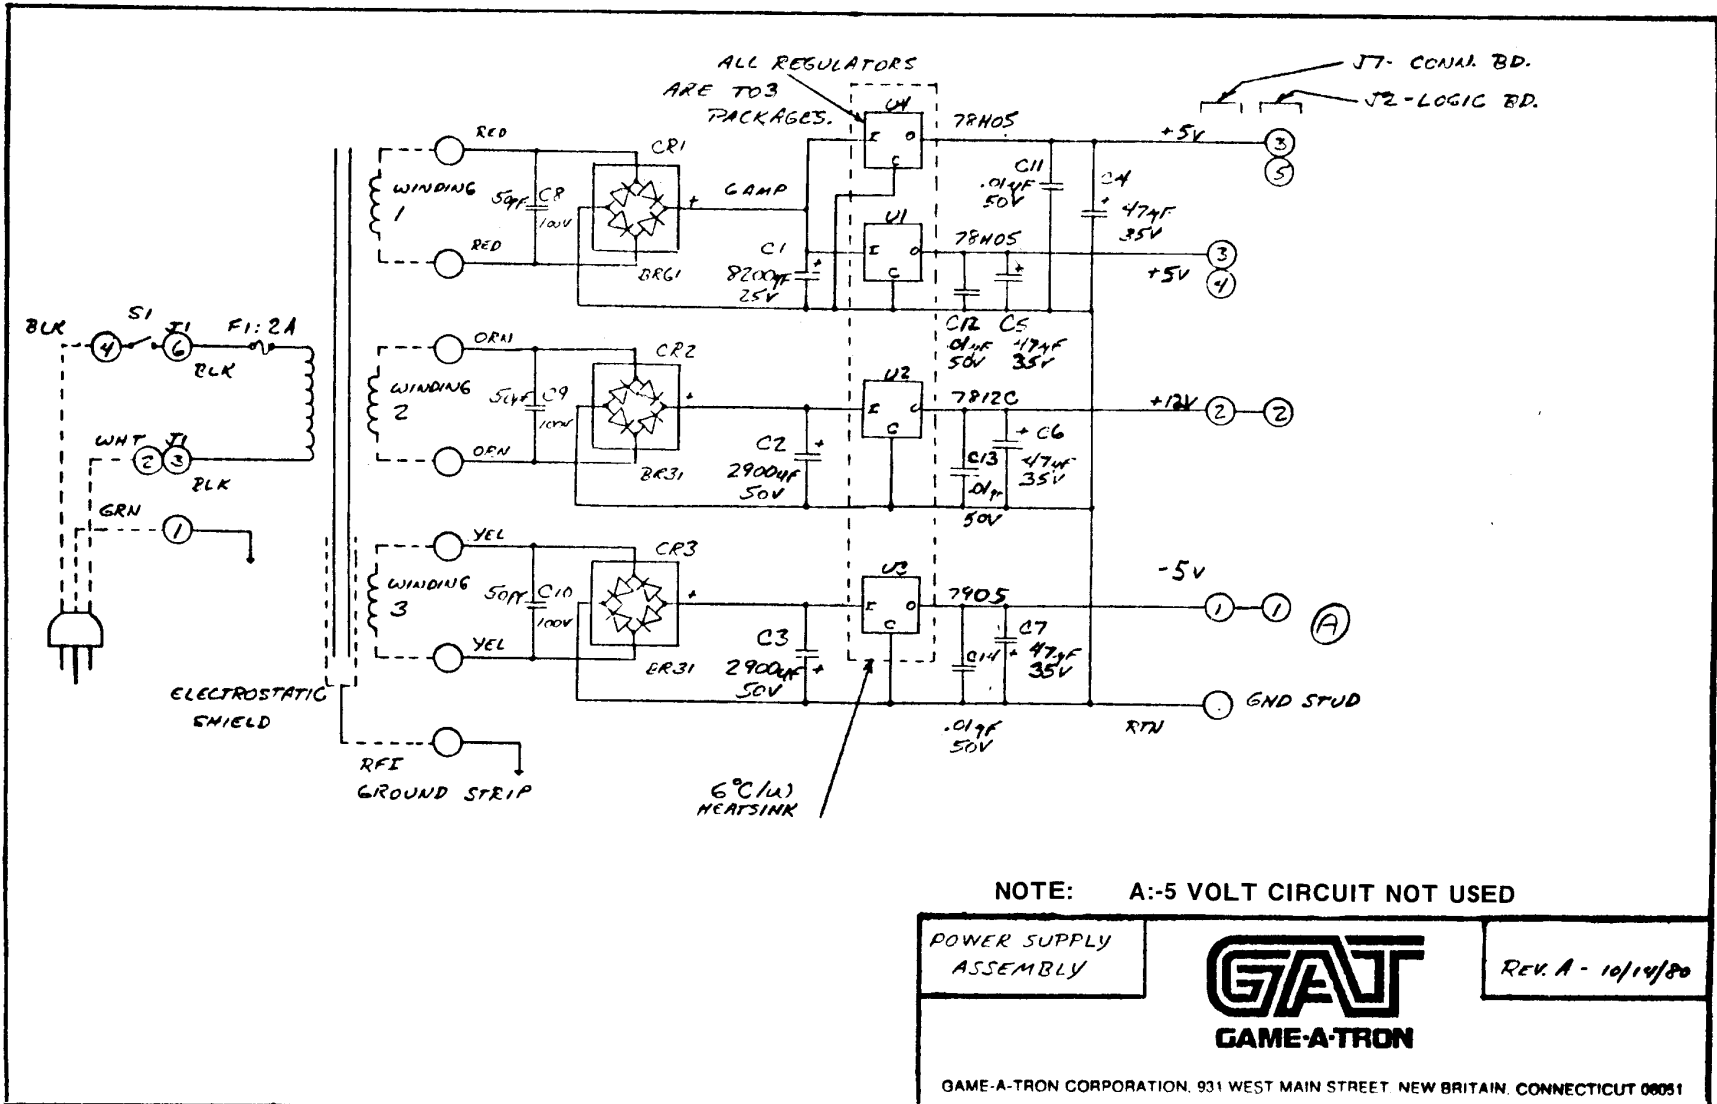 ALL REGULATORS
ARE TO3
PACKAGES.
J7- CONN. BD.
J2-LOGIC BD.
U4
78H05
I
O
C
+5V
3
5
RED
CR1
WINDING
1
50pF
C8
100V
+
6AMP
C11
.01µF
50V
C4
+
47µF
35V
RED
BR61
C1
+
8200µF
25V
U1
78H05
I
O
C
+
+5V
3
4
C12
.01µF
50V
C5
47µF
35V
BLK
S1
J1
F1: 2A
4
6
BLK
ORN
CR2
WINDING
2
C9
100V
+
U2
7812C
I
O
C
+12V
2
2
ORN
BR31
C2
+
2900µF
50V
C13
.01µF
50V
+ C6
47µF
35V
WHT
J1
2
3
BLK
GRN
1
YEL
CR3
WINDING
3
50pF
C10
100V
+
U3
7905
I
O
C
-5V
1
1
A
YEL
BR31
C3
2900µF
+
50V
C14
.01µF
50V
C7
47µF
+
35V
ELECTROSTATIC
SHIELD
RTN
GND STUD
RFI
GROUND STRIP
6°C/W
HEATSINK
NOTE: A:-5 VOLT CIRCUIT NOT USED
POWER SUPPLY
ASSEMBLY
GAT
GAME·A·TRON
REV. A - 10/14/80
GAME-A-TRON CORPORATION, 931 WEST MAIN STREET, NEW BRITAIN, CONNECTICUT 06051